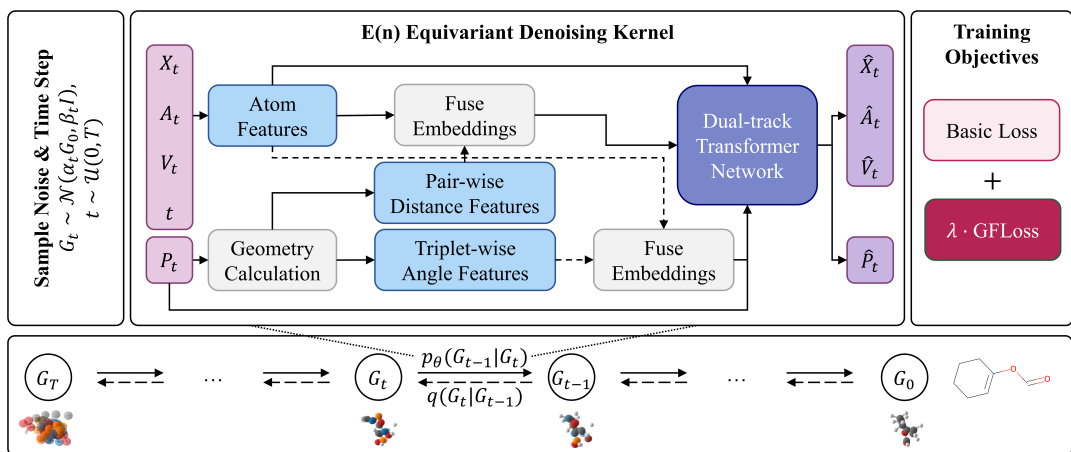 Sample Noise & Time Step
G_t ~ 𝒩(α_t G_0, β_t I),
t ~ 𝒰(0, T)
E(n) Equivariant Denoising Kernel
X_t
A_t
V_t
t
P_t
Atom
Features
Fuse
Embeddings
Pair-wise
Distance Features
Geometry
Calculation
Triplet-wise
Angle Features
Fuse
Embeddings
Dual-track
Transformer
Network
X̂_t
Â_t
V̂_t
P̂_t
Training
Objectives
Basic Loss
+
λ · GFLoss
p_θ(G_{t-1}|G_t)
q(G_t|G_{t-1})
G_T
...
G_t
G_{t-1}
...
G_0
O
O